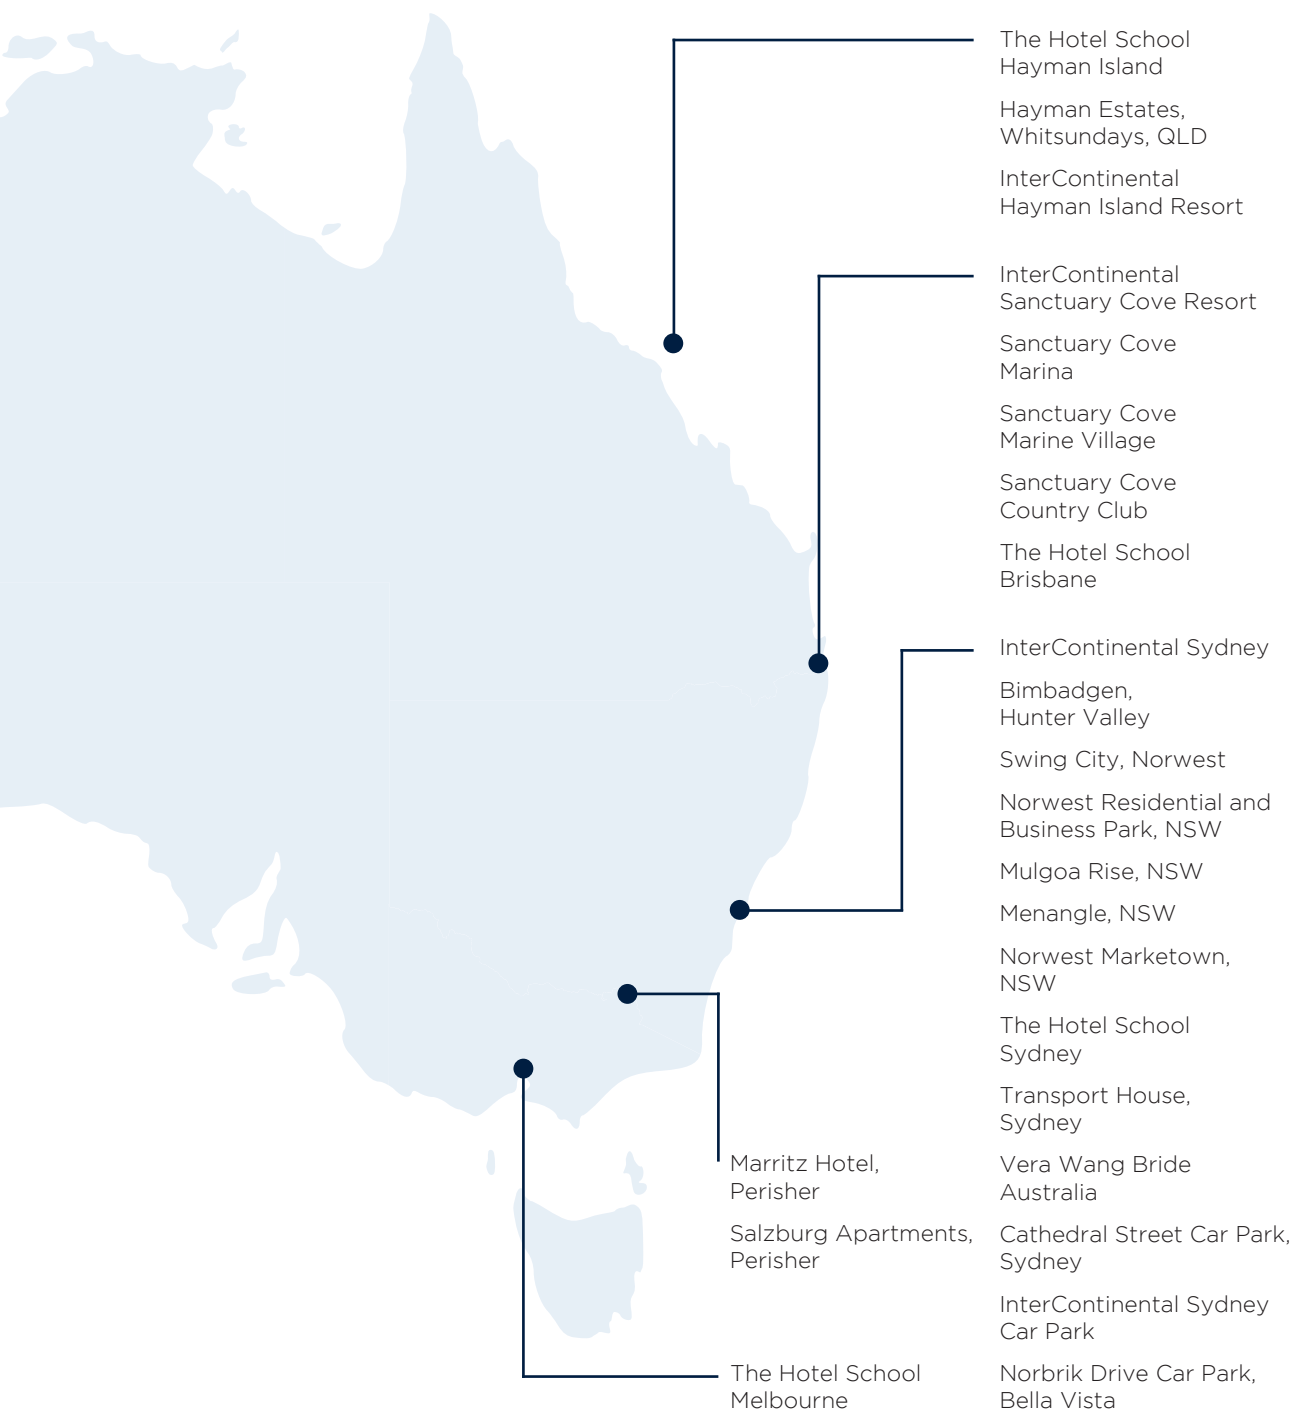 The Hotel School
Hayman Island
Hayman Estates,
Whitsundays, QLD
InterContinental
Hayman Island Resort
InterContinental
Sanctuary Cove Resort
Sanctuary Cove
Marina
Sanctuary Cove
Marine Village
Sanctuary Cove
Country Club
The Hotel School
Brisbane
InterContinental Sydney
Bimbadgen,
Hunter Valley
Swing City, Norwest
Norwest Residential and
Business Park, NSW
Mulgoa Rise, NSW
Menangle, NSW
Norwest Marketown,
NSW
The Hotel School
Sydney
Transport House,
Sydney
Vera Wang Bride
Australia
Cathedral Street Car Park,
Sydney
InterContinental Sydney
Car Park
Norbrik Drive Car Park,
Bella Vista
Marritz Hotel,
Perisher
Salzburg Apartments,
Perisher
The Hotel School
Melbourne